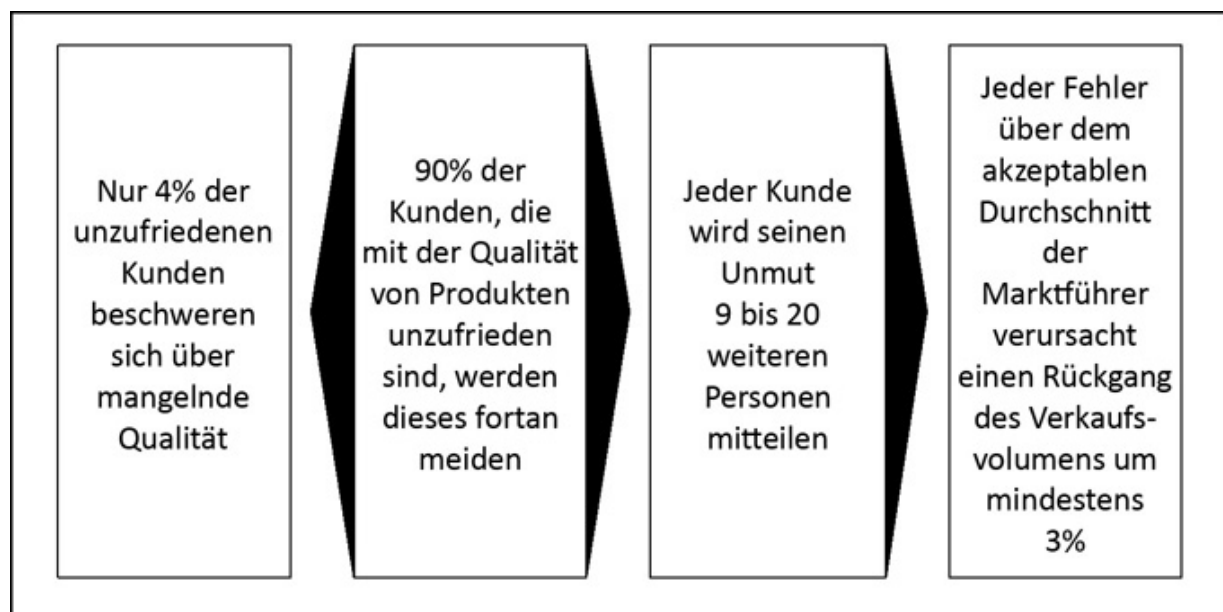 Nur 4% der
unzufriedenen
Kunden
beschweren
sich über
mangelnde
Qualität
90% der
Kunden, die
mit der Qualität
von Produkten
unzufrieden
sind, werden
dieses fortan
meiden
Jeder Kunde
wird seinen
Unmut
9 bis 20
weiteren
Personen
mitteilen
Jeder Fehler
über dem
akzeptablen
Durchschnitt
der
Marktführer
verursacht
einen Rückgang
des Verkaufs-
volumens um
mindestens
3%